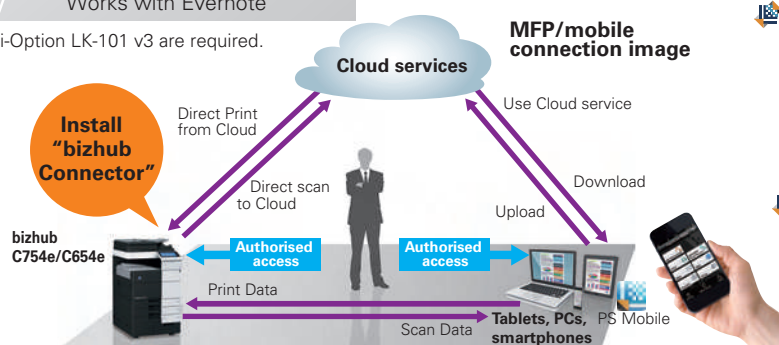 Works with Evernote
i-Option LK-101 v3 are required.
MFP/mobile
connection image
Cloud services
Direct Print
from Cloud
Use Cloud service
Install
“bizhub
Connector”
Direct scan
to Cloud
Download
Upload
bizhub
C754e/C654e
Authorised
access
Authorised
access
Print Data
Scan Data
Tablets, PCs,
smartphones
PS Mobile